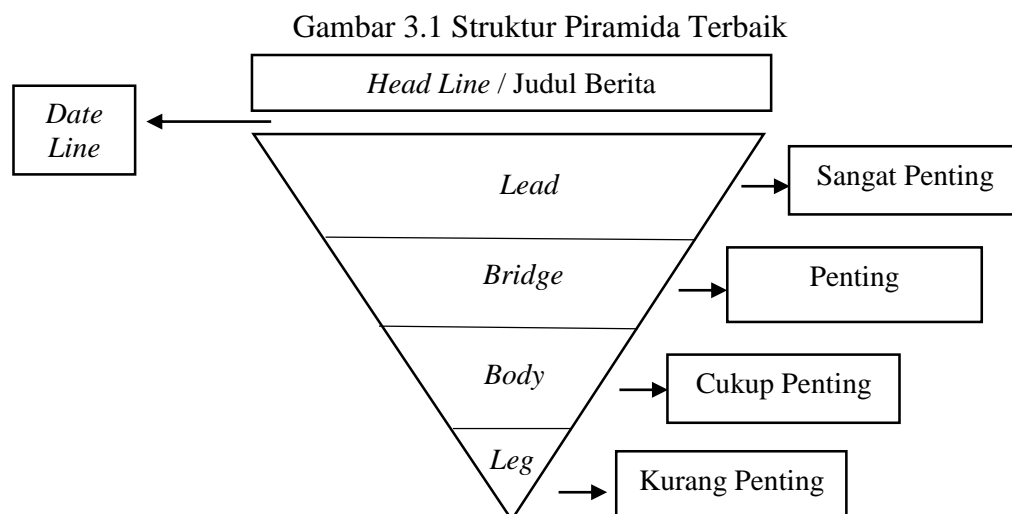 Gambar 3.1 Struktur Piramida Terbaik
Head Line / Judul Berita
Date
Line
Lead
Sangat Penting
Bridge
Penting
Body
Cukup Penting
Leg
Kurang Penting